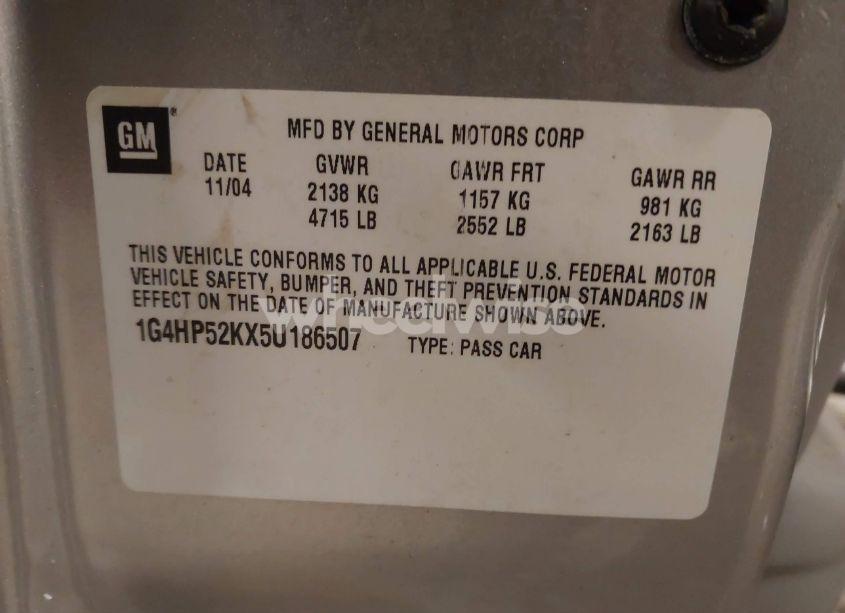 GM®
MFD BY GENERAL MOTORS CORP
DATE GVWR GAWR FRT GAWR RR
11/04 2138 KG 1157 KG 981 KG
4715 LB 2552 LB 2163 LB
THIS VEHICLE CONFORMS TO ALL APPLICABLE U.S. FEDERAL MOTOR
VEHICLE SAFETY, BUMPER, AND THEFT PREVENTION STANDARDS IN
EFFECT ON THE DATE OF MANUFACTURE SHOWN ABOVE.
wheelwise
1G4HP52KX5U186507 TYPE: PASS CAR